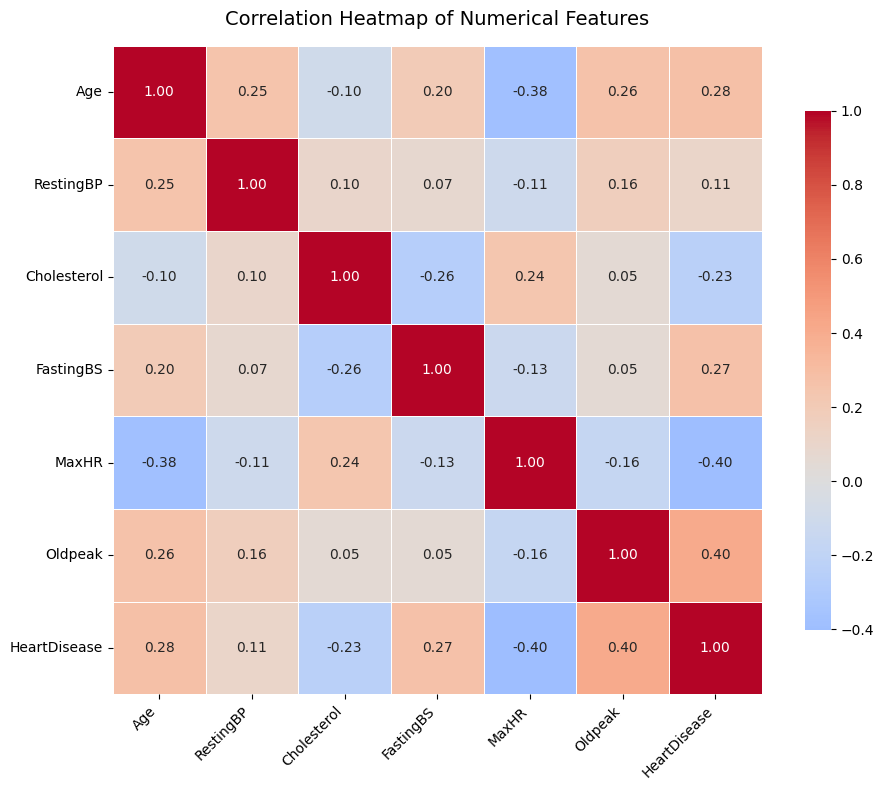 Correlation Heatmap of Numerical Features
Age 1.00 0.25 -0.10 0.20 -0.38 0.26 0.28
RestingBP 0.25 1.00 0.10 0.07 -0.11 0.16 0.11
Cholesterol -0.10 0.10 1.00 -0.26 0.24 0.05 -0.23
FastingBS 0.20 0.07 -0.26 1.00 -0.13 0.05 0.27
MaxHR -0.38 -0.11 0.24 -0.13 1.00 -0.16 -0.40
Oldpeak 0.26 0.16 0.05 0.05 -0.16 1.00 0.40
HeartDisease 0.28 0.11 -0.23 0.27 -0.40 0.40 1.00
Age RestingBP Cholesterol FastingBS MaxHR Oldpeak HeartDisease
1.0
0.8
0.6
0.4
0.2
0.0
−0.2
−0.4